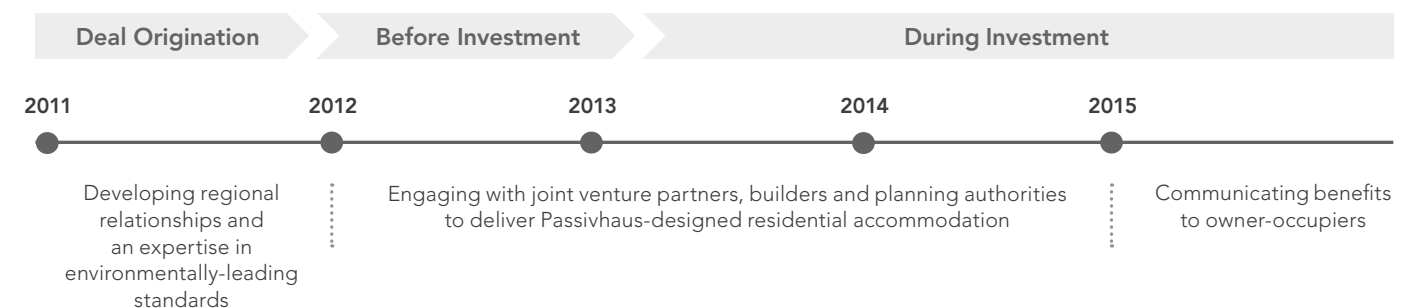 Deal Origination
Before Investment
During Investment
2011
2012
2013
2014
2015
Developing regional
relationships and
an expertise in
environmentally-leading
standards
Engaging with joint venture partners, builders and planning authorities
to deliver Passivhaus-designed residential accommodation
Communicating benefits
to owner-occupiers